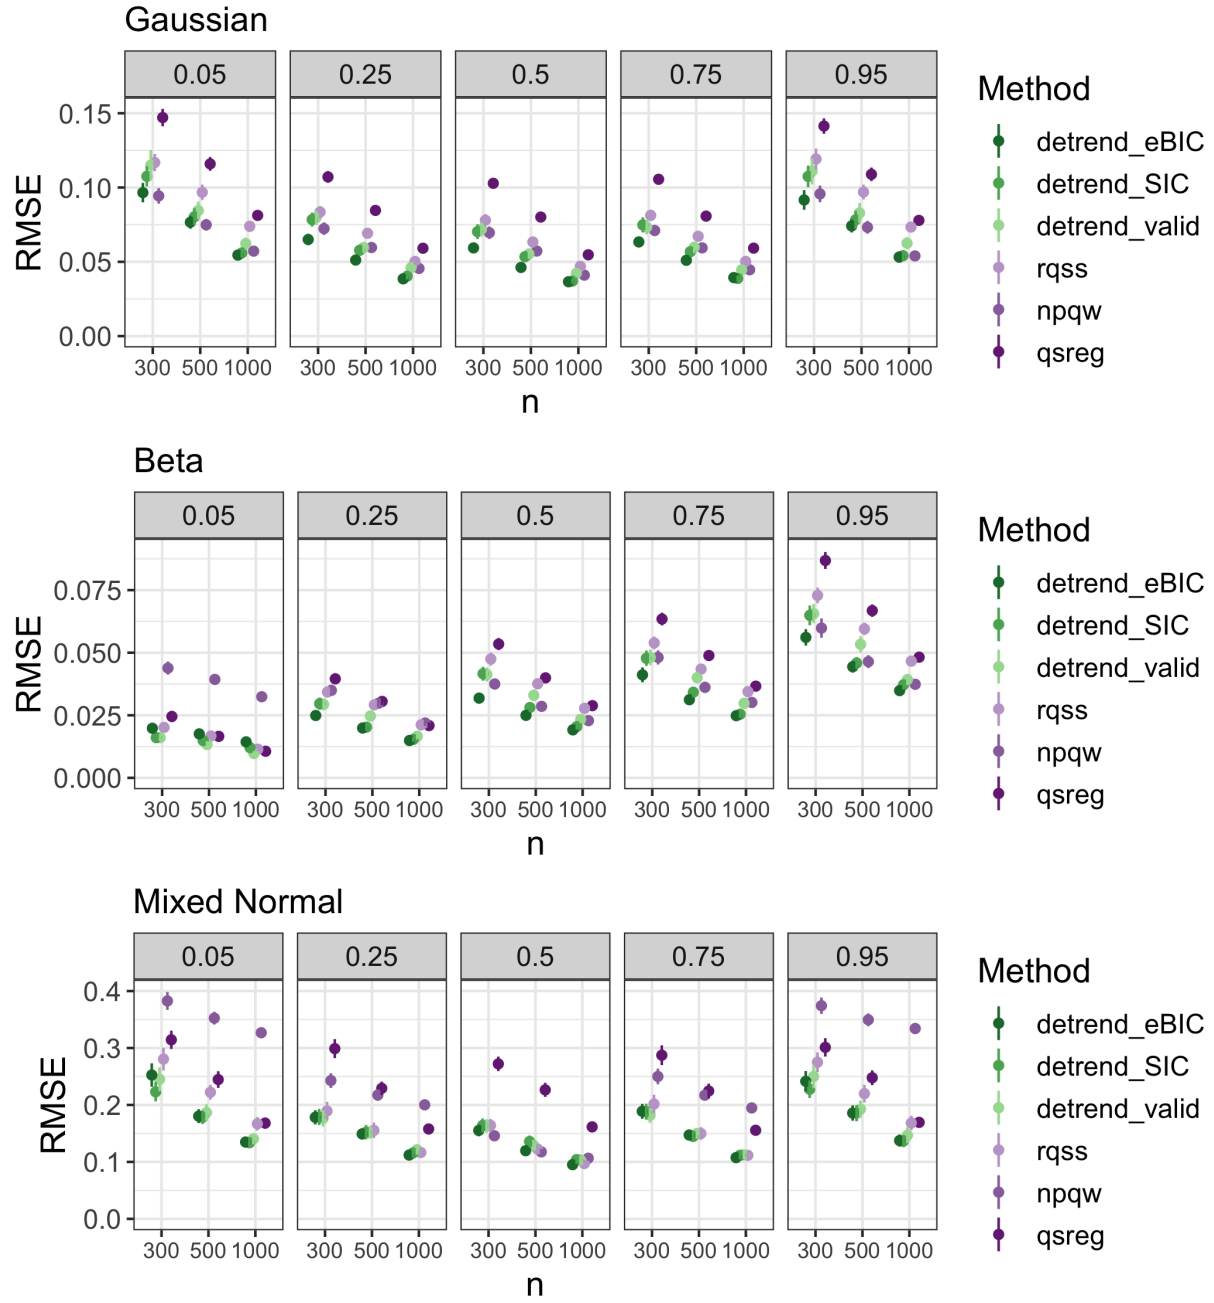 Gaussian
0.05 0.25 0.5 0.75 0.95
RMSE
0.15
0.10
0.05
0.00
300 500 1000 300 500 1000 300 500 1000 300 500 1000 300 500 1000
n
Method
detrend_eBIC
detrend_SIC
detrend_valid
rqss
npqw
qsreg
Beta
0.05 0.25 0.5 0.75 0.95
RMSE
0.075
0.050
0.025
0.000
300 500 1000 300 500 1000 300 500 1000 300 500 1000 300 500 1000
n
Method
detrend_eBIC
detrend_SIC
detrend_valid
rqss
npqw
qsreg
Mixed Normal
0.05 0.25 0.5 0.75 0.95
RMSE
0.4
0.3
0.2
0.1
0.0
300 500 1000 300 500 1000 300 500 1000 300 500 1000 300 500 1000
n
Method
detrend_eBIC
detrend_SIC
detrend_valid
rqss
npqw
qsreg